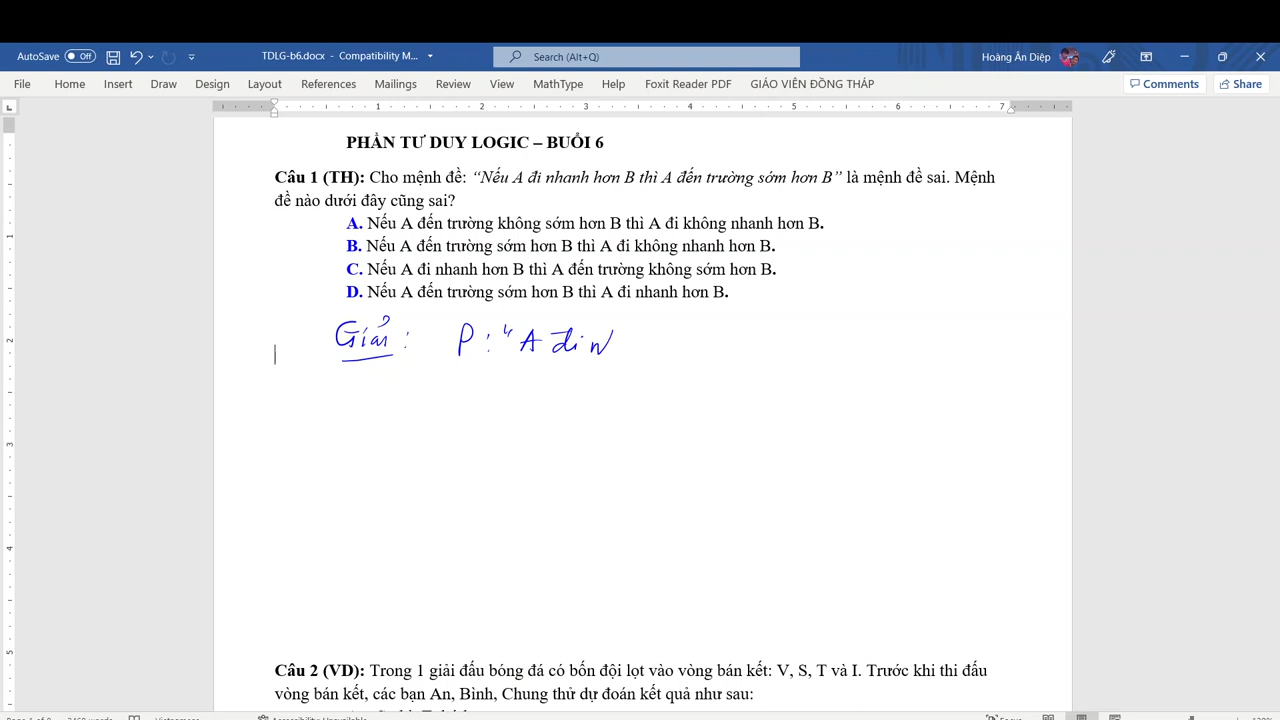 AutoSave Off TDLG-b6.docx - Compatibility M... Search (Alt+Q) Hoàng Ân Diệp
File Home Insert Draw Design Layout References Mailings Review View MathType Help Foxit Reader PDF GIÁO VIÊN ĐỒNG THÁP Comments Share
1 2 3 4 5 6 7
PHẦN TƯ DUY LOGIC – BUỔI 6
Câu 1 (TH): Cho mệnh đề: “Nếu A đi nhanh hơn B thì A đến trường sớm hơn B” là mệnh đề sai. Mệnh
đề nào dưới đây cũng sai?
A. Nếu A đến trường không sớm hơn B thì A đi không nhanh hơn B.
B. Nếu A đến trường sớm hơn B thì A đi không nhanh hơn B.
C. Nếu A đi nhanh hơn B thì A đến trường không sớm hơn B.
D. Nếu A đến trường sớm hơn B thì A đi nhanh hơn B.
Giải: P: "A đi N
Câu 2 (VD): Trong 1 giải đấu bóng đá có bốn đội lọt vào vòng bán kết: V, S, T và I. Trước khi thi đấu
vòng bán kết, các bạn An, Bình, Chung thử dự đoán kết quả như sau: